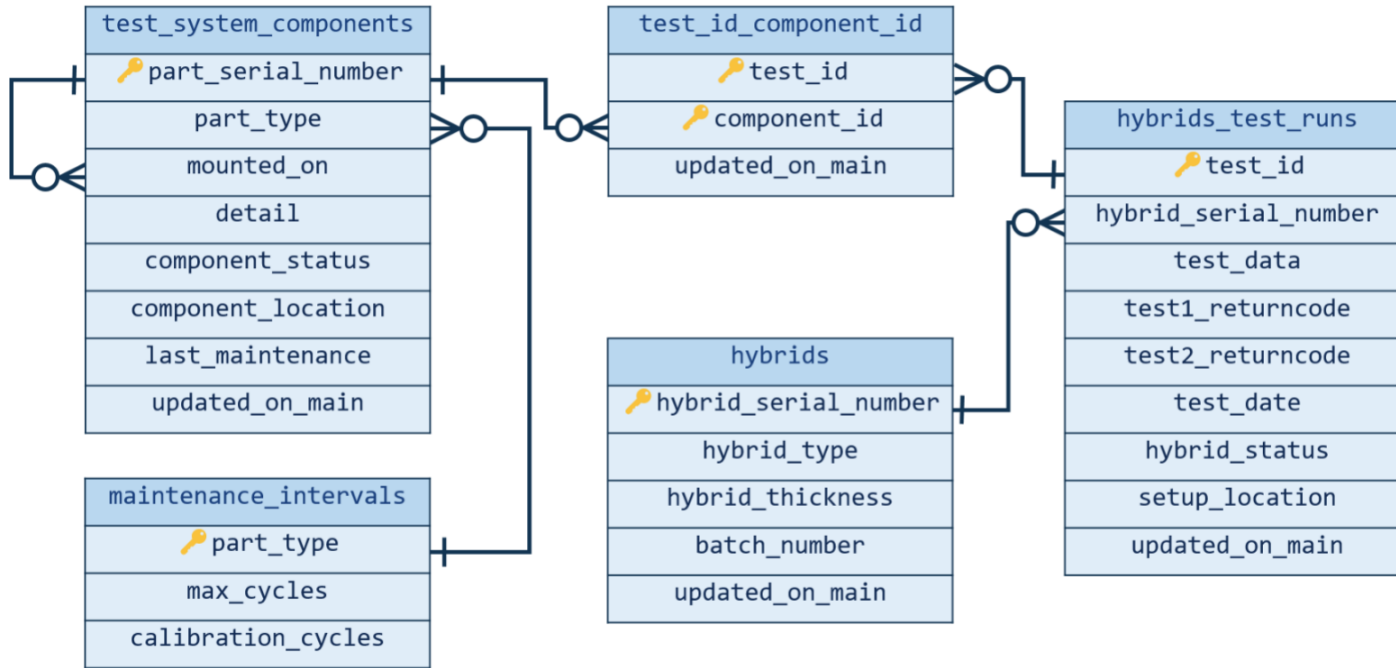 test_system_components
part_serial_number
part_type
mounted_on
detail
component_status
component_location
last_maintenance
updated_on_main
maintenance_intervals
part_type
max_cycles
calibration_cycles
test_id_component_id
test_id
component_id
updated_on_main
hybrids
hybrid_serial_number
hybrid_type
hybrid_thickness
batch_number
updated_on_main
hybrids_test_runs
test_id
hybrid_serial_number
test_data
test1_returncode
test2_returncode
test_date
hybrid_status
setup_location
updated_on_main